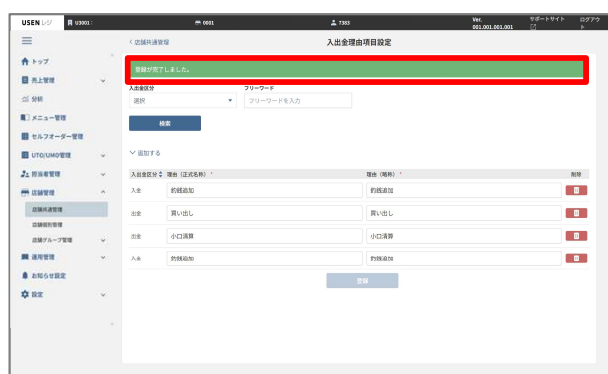 USEN レジ
U3001 :
0001
7383
Ver. 001.001.001.001
サポートサイト
ログアウト
トップ
売上管理
分析
メニュー管理
セルフオーダー管理
UTO/UMO管理
担当者管理
店舗管理
店舗共通管理
店舗個別管理
店舗グループ管理
運用管理
お知らせ設定
設定
< 店舗共通管理
入出金理由項目設定
登録が完了しました。
入出金区分
フリーワード
選択
フリーワードを入力
検索
追加する
入出金区分 理由（正式名称） * 理由（略称） * 削除
入金 釣銭追加 釣銭追加
出金 買い出し 買い出し
出金 小口清算 小口清算
入金 釣銭追加 釣銭追加
登録